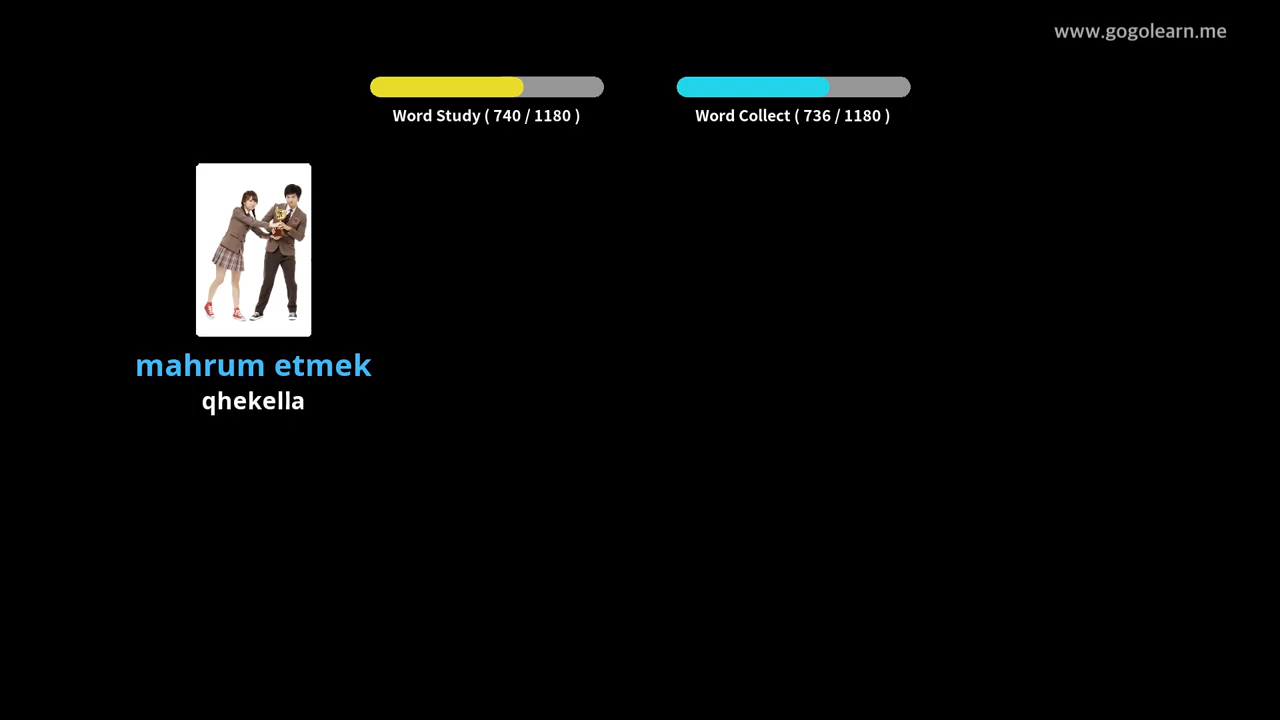 www.gogolearn.me
Word Study ( 740 / 1180 )
Word Collect ( 736 / 1180 )
mahrum etmek
qhekella